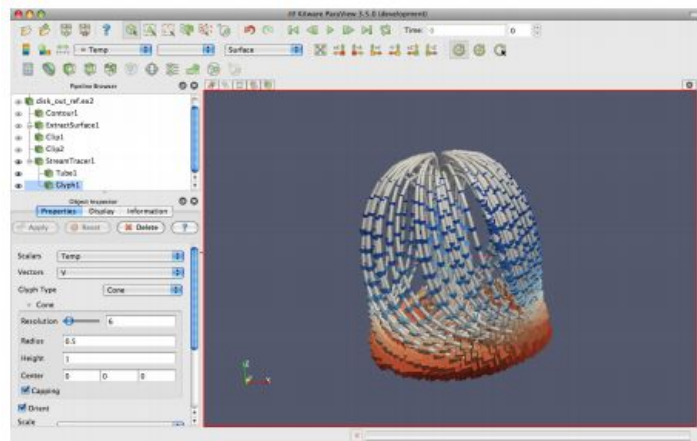 Kitware ParaView 3.5.0 (development)
Time: 0
0
Temp
Surface
Pipeline Browser
disk_out_ref.ex2
Contour1
ExtractSurface1
Clip1
Clip2
StreamTracer1
Tube1
Glyph1
Object Inspector
Properties Display Information
Apply Reset Delete ?
Scalars Temp
Vectors V
Glyph Type Cone
Cone
Resolution 6
Radius 0.5
Height 1
Center 0 0 0
Capping
Orient
Scale